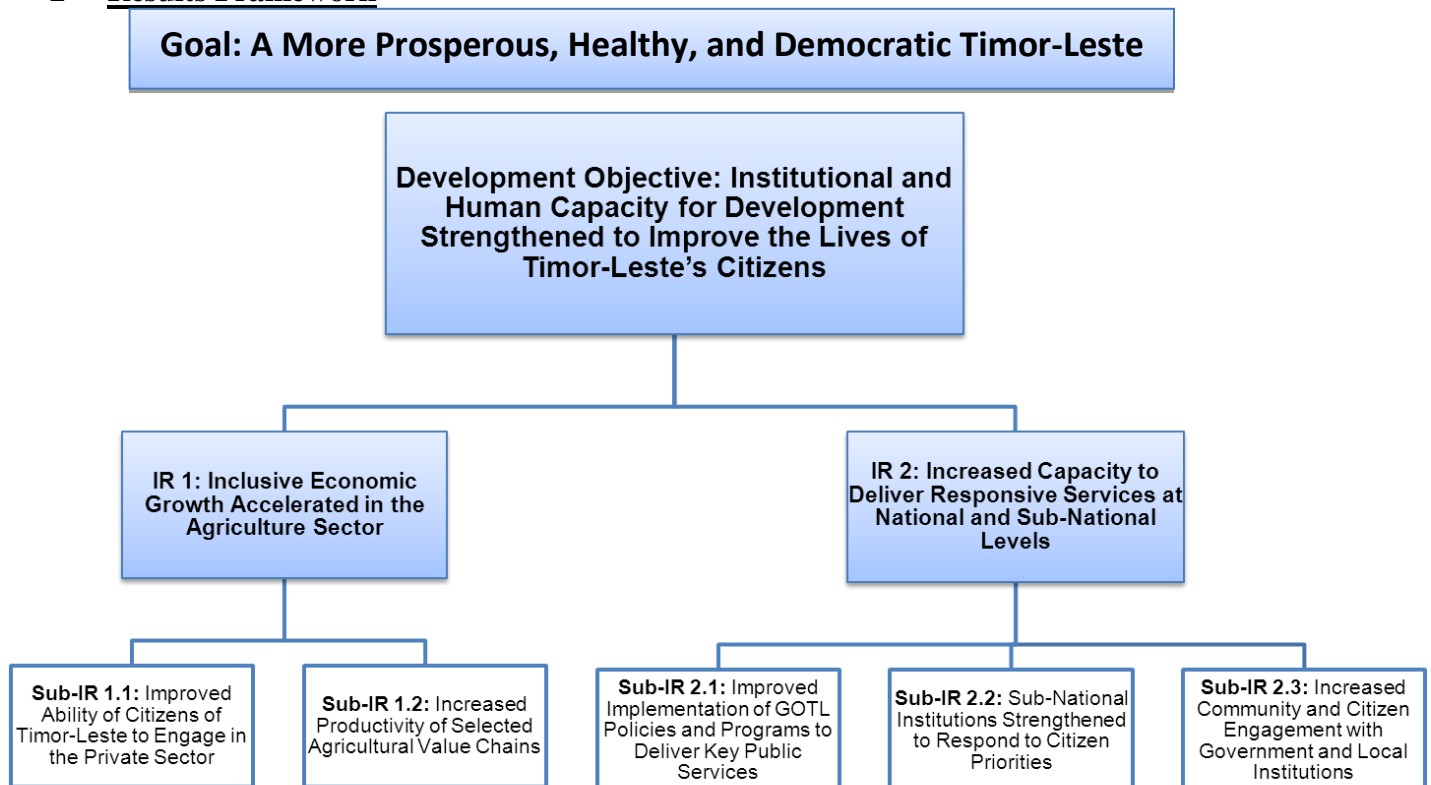 Results Framework
Goal: A More Prosperous, Healthy, and Democratic Timor-Leste
Development Objective: Institutional and
Human Capacity for Development
Strengthened to Improve the Lives of
Timor-Leste’s Citizens
IR 1: Inclusive Economic
Growth Accelerated in the
Agriculture Sector
IR 2: Increased Capacity to
Deliver Responsive Services at
National and Sub-National
Levels
Sub-IR 1.1: Improved
Ability of Citizens of
Timor-Leste to Engage in
the Private Sector
Sub-IR 1.2: Increased
Productivity of Selected
Agricultural Value Chains
Sub-IR 2.1: Improved
Implementation of GOTL
Policies and Programs to
Deliver Key Public
Services
Sub-IR 2.2: Sub-National
Institutions Strengthened
to Respond to Citizen
Priorities
Sub-IR 2.3: Increased
Community and Citizen
Engagement with
Government and Local
Institutions